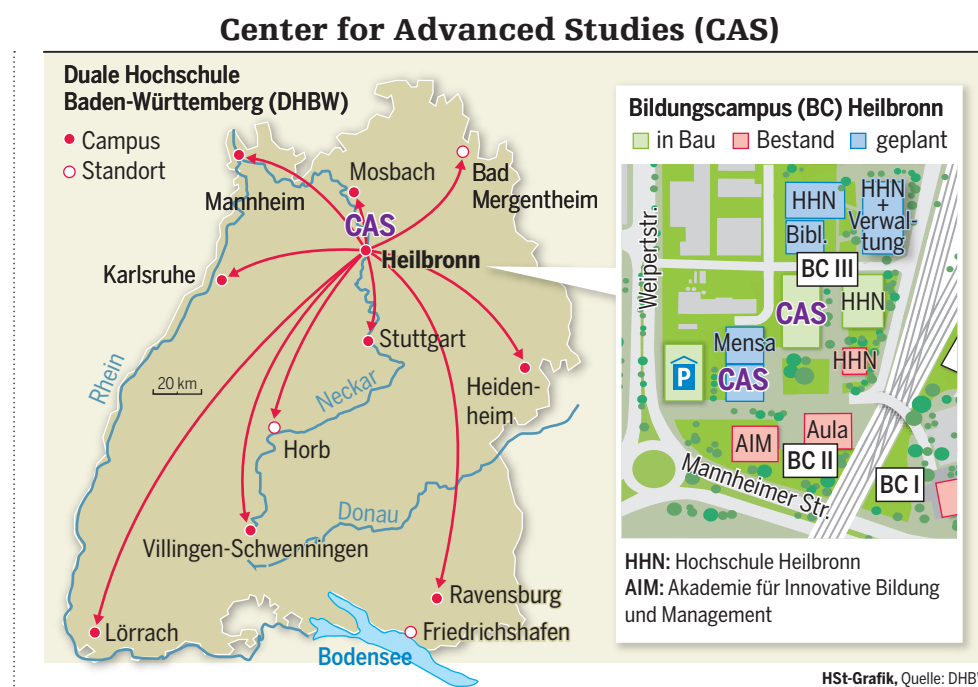 Center for Advanced Studies (CAS)
Duale Hochschule
Baden-Württemberg (DHBW)
Campus
Standort
Mannheim
Mosbach
Bad
Mergentheim
CAS
Heilbronn
Karlsruhe
Stuttgart
Rhein
20 km
Neckar
Heiden-
heim
Horb
Donau
Villingen-Schwenningen
Ravensburg
Lörrach
Friedrichshafen
Bodensee
Bildungscampus (BC) Heilbronn
in Bau
Bestand
geplant
Weipertstr.
HHN
Bibl.
HHN
+
Verwal-
tung
BC III
CAS
HHN
Mensa
CAS
HHN
P
AIM
Aula
BC II
BC I
Mannheimer Str.
HHN: Hochschule Heilbronn
AIM: Akademie für Innovative Bildung
und Management
HSt-Grafik, Quelle: DHB